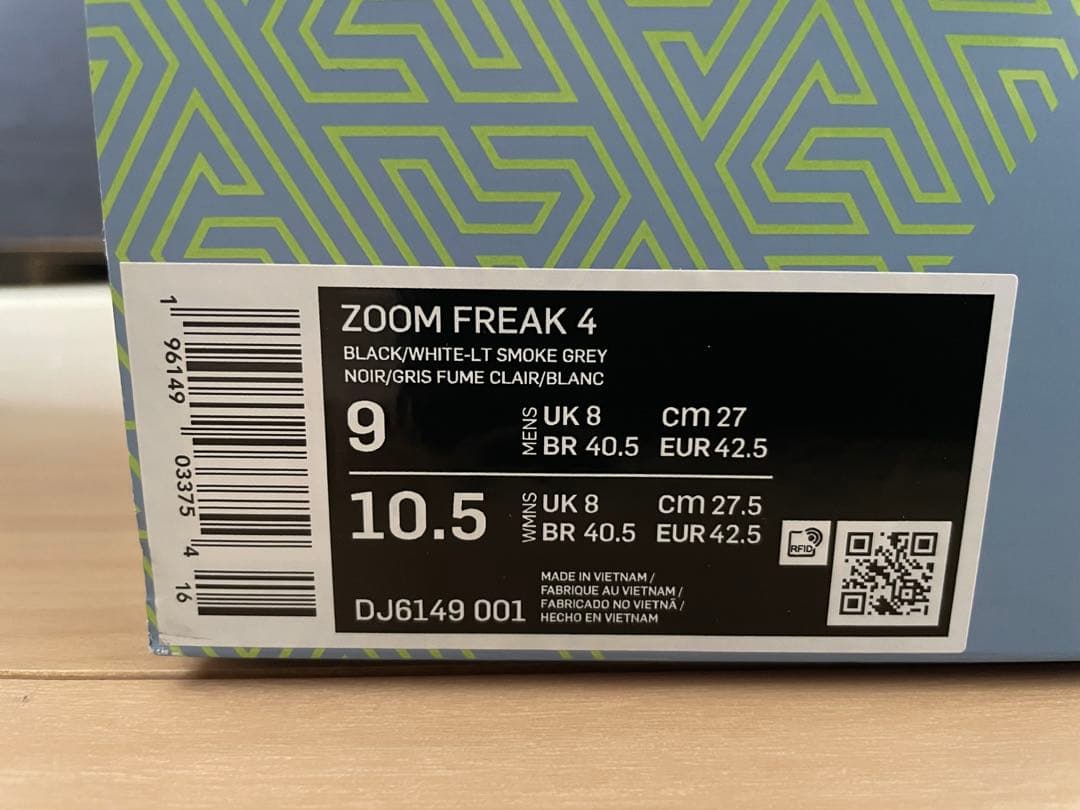 1 96149 03375 4 16
ZOOM FREAK 4
BLACK/WHITE-LT SMOKE GREY
NOIR/GRIS FUME CLAIR/BLANC
9 MENS UK 8 cm 27
BR 40.5 EUR 42.5
10.5 WMNS UK 8 cm 27.5
BR 40.5 EUR 42.5
RFID
MADE IN VIETNAM /
FABRIQUE AU VIETNAM /
FABRICADO NO VIETNÃ /
HECHO EN VIETNAM
DJ6149 001